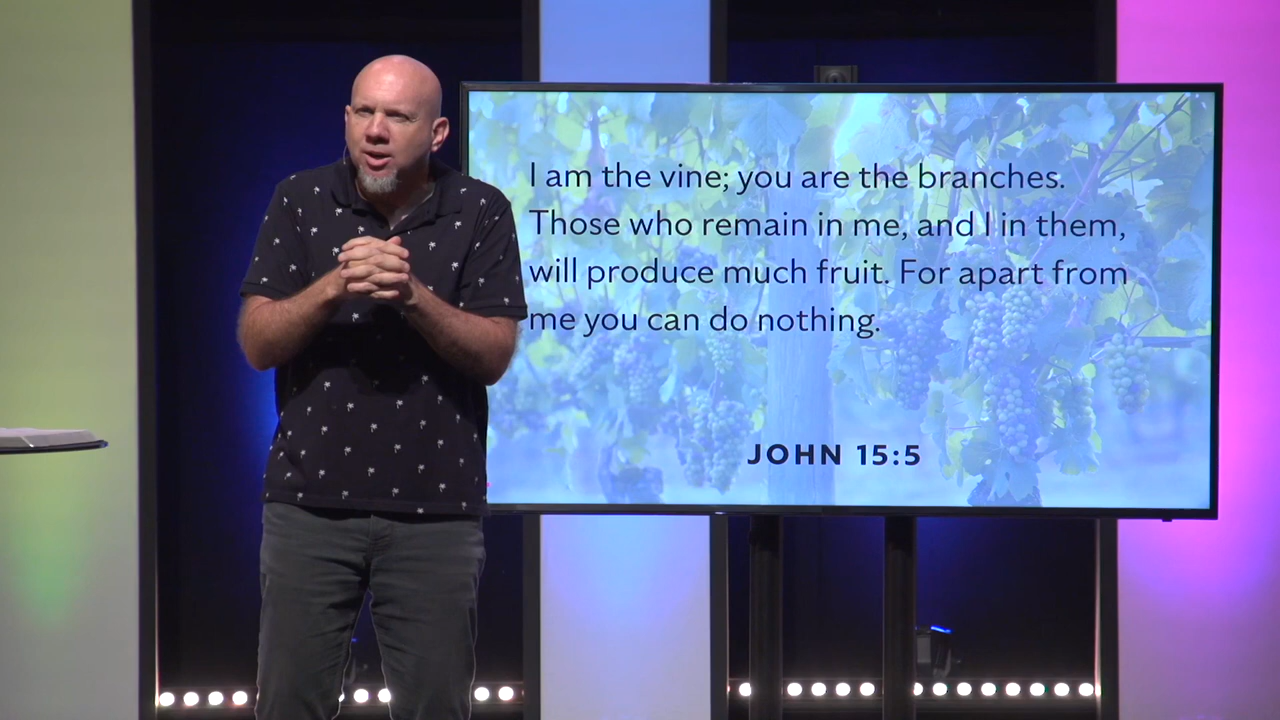 I am the vine; you are the branches.
Those who remain in me, and I in them,
will produce much fruit. For apart from
me you can do nothing.
JOHN 15:5